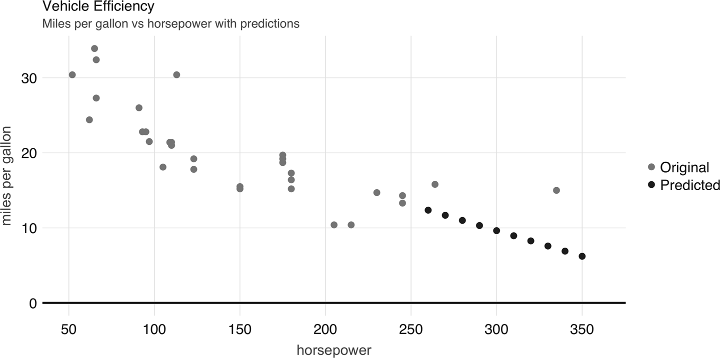 Vehicle Efficiency
Miles per gallon vs horsepower with predictions
30
20
10
0
miles per gallon
50 100 150 200 250 300 350
horsepower
Original
Predicted